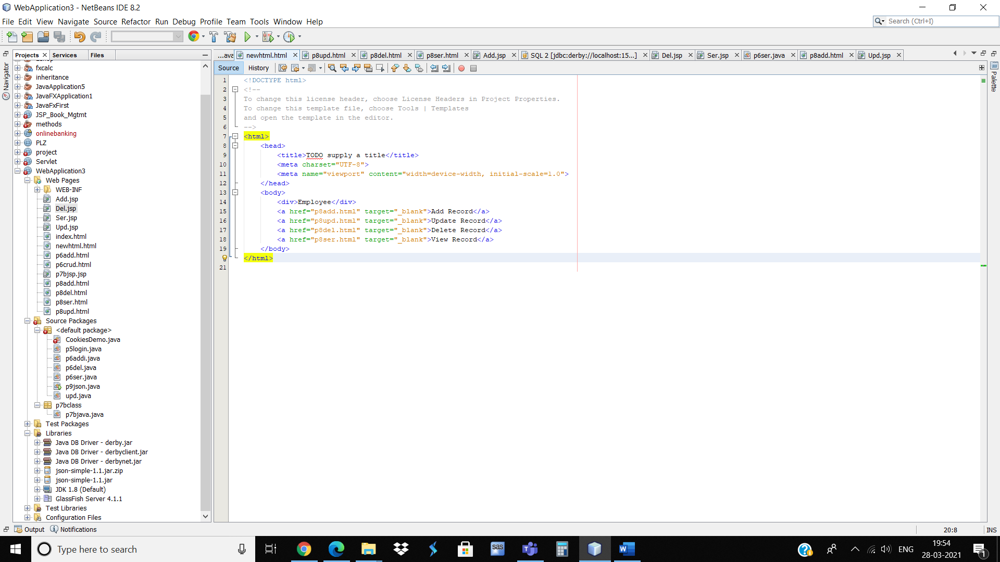 WebApplication3 - NetBeans IDE 8.2
File Edit View Navigate Source Refactor Run Debug Profile Team Tools Window Help
Search (Ctrl+I)
Projects Services Files
...ava newhtml.html p8upd.html p8del.html p8ser.html Add.jsp SQL 2 [jdbc:derby://localhost:15...] Del.jsp Ser.jsp p6ser.java p8add.html Upd.jsp
Source History
Navigator
Palette
fxcalc
inheritance
JavaApplication5
JavaFXApplication1
JavaFxFirst
JSP_Book_Mgtmt
methods
onlinebanking
PLZ
project
Servlet
WebApplication3
Web Pages
WEB-INF
Add.jsp
Del.jsp
Ser.jsp
Upd.jsp
index.html
newhtml.html
p6add.html
p6crud.html
p7bjsp.jsp
p8add.html
p8del.html
p8ser.html
p8upd.html
Source Packages
<default package>
CookiesDemo.java
p5login.java
p6addi.java
p6del.java
p6ser.java
p9json.java
upd.java
p7bclass
p7bjava.java
Test Packages
Libraries
Java DB Driver - derby.jar
Java DB Driver - derbyclient.jar
Java DB Driver - derbynet.jar
json-simple-1.1.jar.zip
json-simple-1.1.jar
JDK 1.8 (Default)
GlassFish Server 4.1.1
Test Libraries
Configuration Files
1 <!DOCTYPE html>
2 <!--
3 To change this license header, choose License Headers in Project Properties.
4 To change this template file, choose Tools | Templates
5 and open the template in the editor.
6 -->
7 <html>
8 <head>
9 <title>TODO supply a title</title>
10 <meta charset="UTF-8">
11 <meta name="viewport" content="width=device-width, initial-scale=1.0">
12 </head>
13 <body>
14 <div>Employee</div>
15 <a href="p8add.html" target="_blank">Add Record</a>
16 <a href="p8upd.html" target="_blank">Update Record</a>
17 <a href="p8del.html" target="_blank">Delete Record</a>
18 <a href="p8ser.html" target="_blank">View Record</a>
19 </body>
</html>
21
Output Notifications
20:8 INS
Type here to search
sas
ENG
19:54
28-03-2021
1